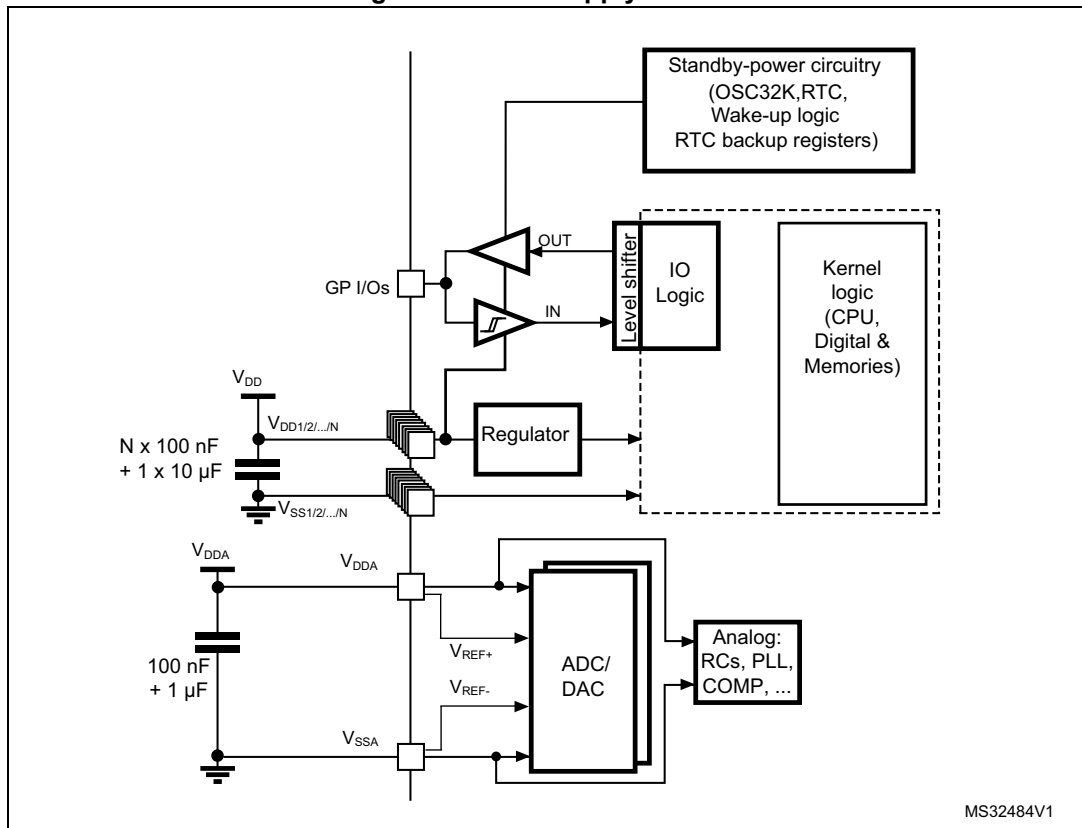 Standby-power circuitry
(OSC32K,RTC,
Wake-up logic
RTC backup registers)
OUT
GP I/Os
IN
Level shifter
IO
Logic
Kernel
logic
(CPU,
Digital &
Memories)
VDD
VDD1/2/.../N
N x 100 nF
+ 1 x 10 µF
Regulator
VSS1/2/.../N
VDDA
VDDA
100 nF
+ 1 µF
VREF+
VREF-
ADC/
DAC
Analog:
RCs, PLL,
COMP, ...
VSSA
MS32484V1